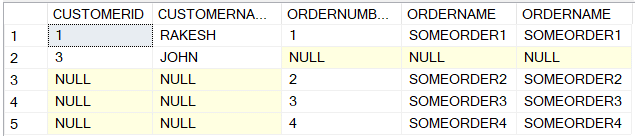 CUSTOMERID CUSTOMERNA... ORDERNUMB... ORDERNAME ORDERNAME
1 1 RAKESH 1 SOMEORDER1 SOMEORDER1
2 3 JOHN NULL NULL NULL
3 NULL NULL 2 SOMEORDER2 SOMEORDER2
4 NULL NULL 3 SOMEORDER3 SOMEORDER3
5 NULL NULL 4 SOMEORDER4 SOMEORDER4